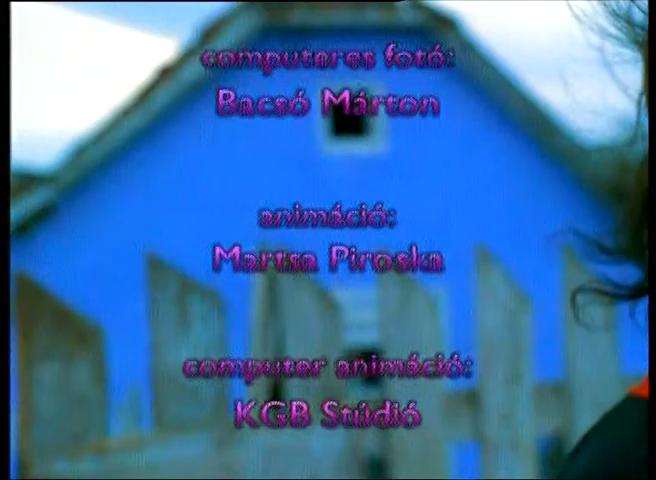 computeres fotó:
Bacsó Márton
animáció:
Martsa Piroska
computer animáció:
KGB Stúdió